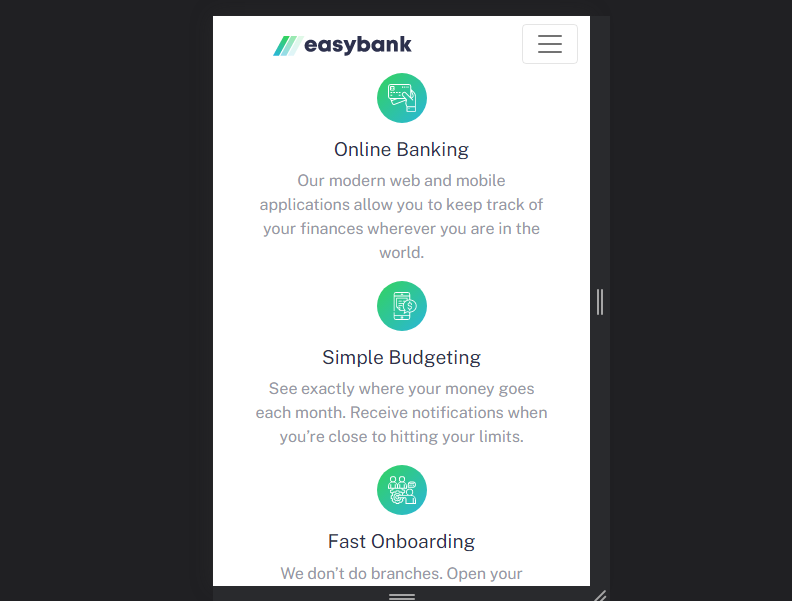 easybank
Online Banking
Our modern web and mobile
applications allow you to keep track of
your finances wherever you are in the
world.
Simple Budgeting
See exactly where your money goes
each month. Receive notifications when
you’re close to hitting your limits.
Fast Onboarding
We don’t do branches. Open your